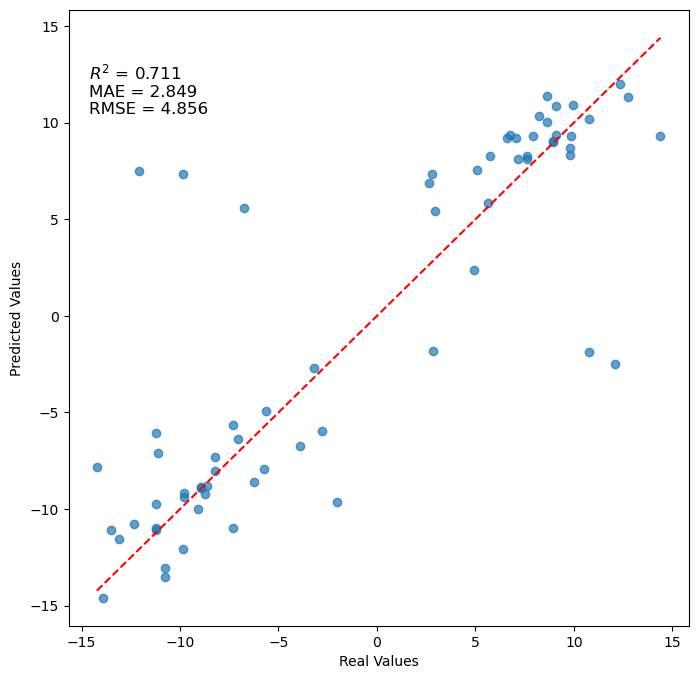 R² = 0.711
MAE = 2.849
RMSE = 4.856
15
10
5
0
−5
−10
−15
Predicted Values
−15 −10 −5 0 5 10 15
Real Values